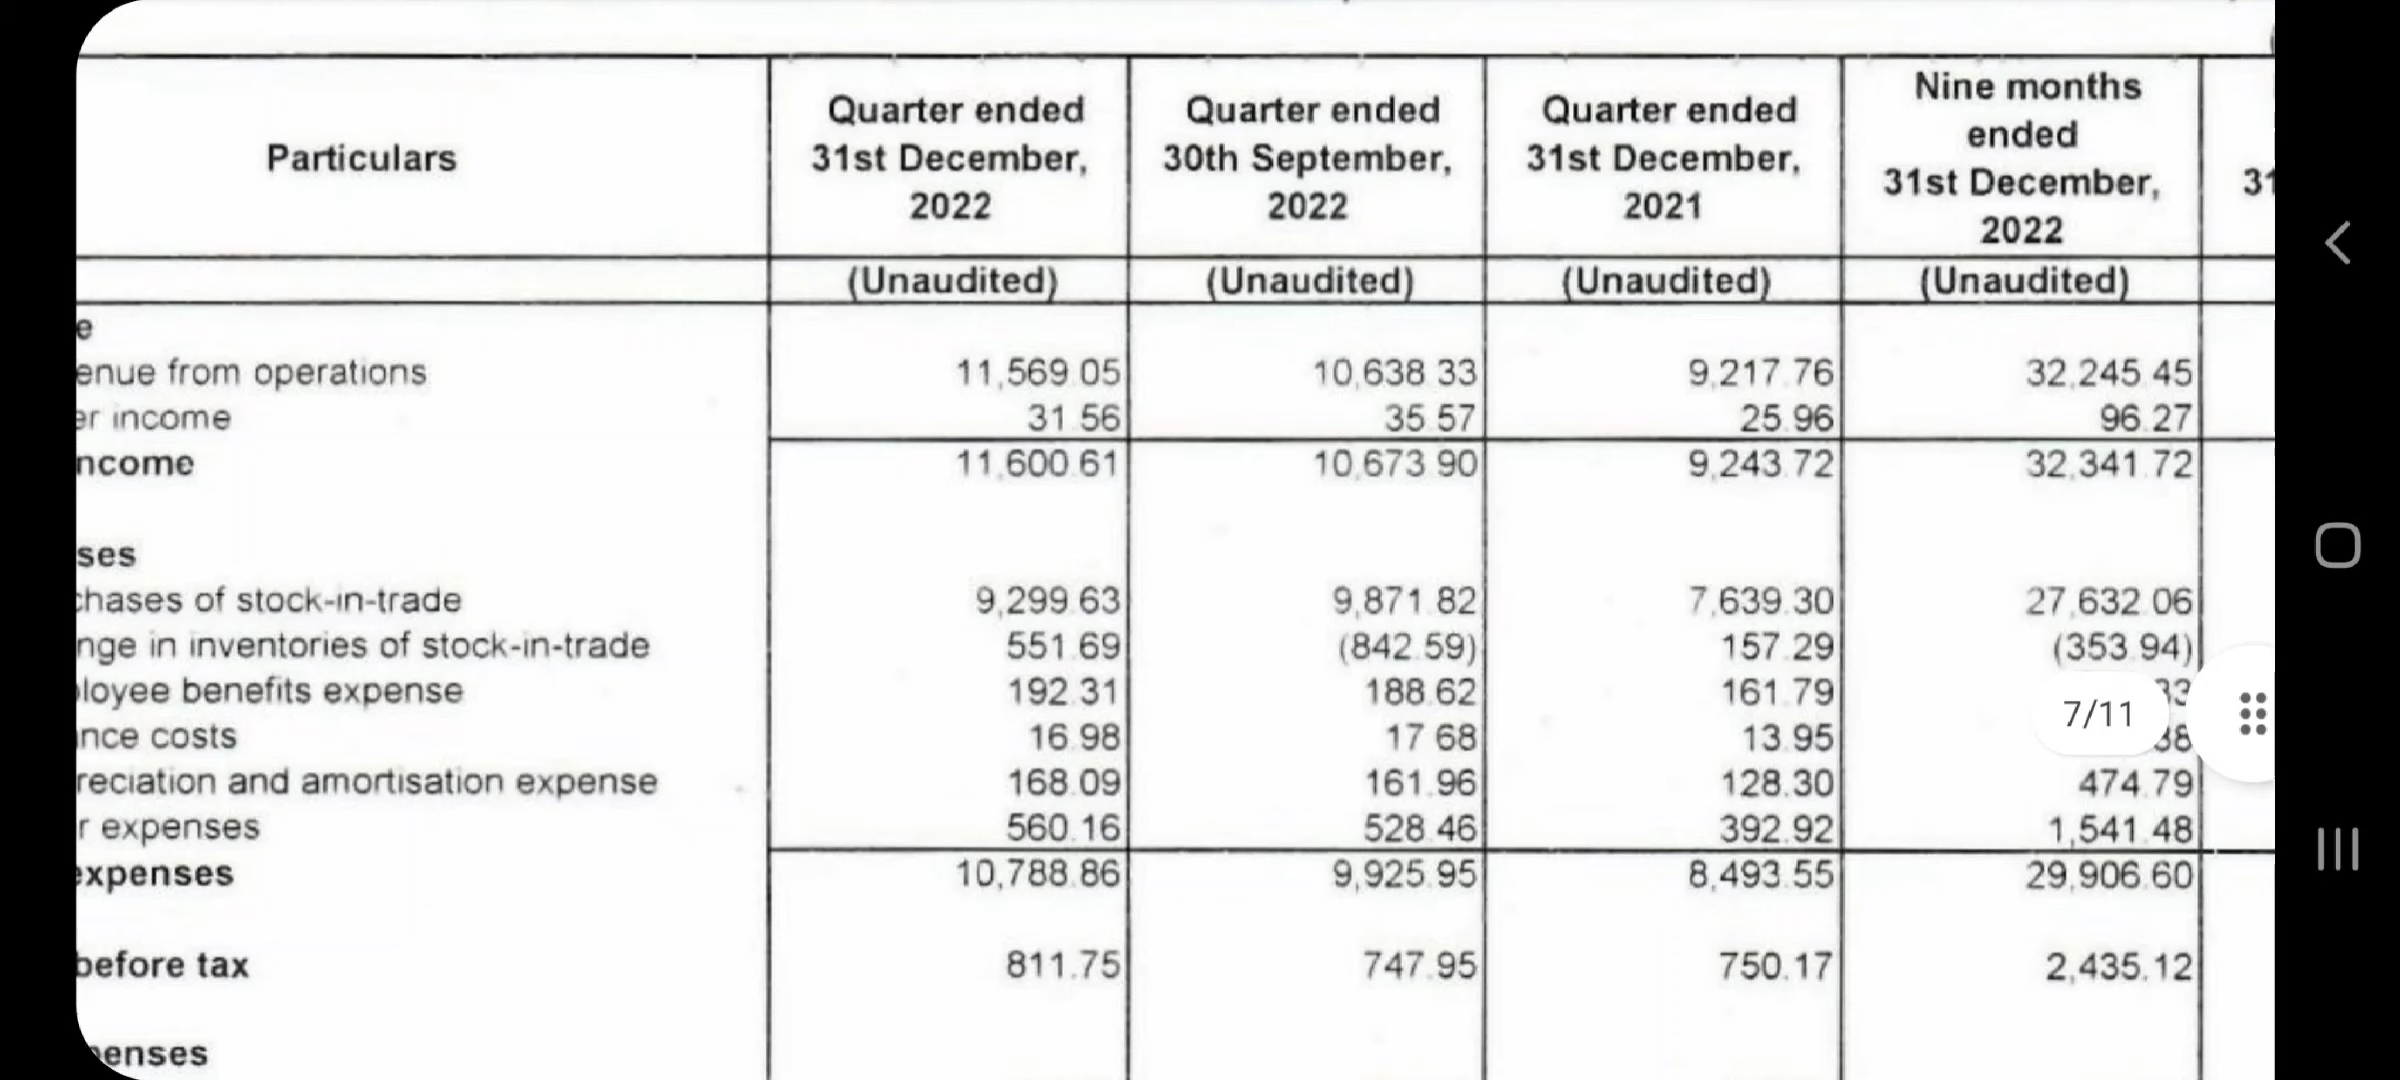 Particulars
Quarter ended 31st December, 2022
Quarter ended 30th September, 2022
Quarter ended 31st December, 2021
Nine months ended 31st December, 2022
31
(Unaudited) (Unaudited) (Unaudited) (Unaudited)
e
enue from operations 11,569.05 10,638.33 9,217.76 32,245.45
er income 31.56 35.57 25.96 96.27
ncome 11,600.61 10,673.90 9,243.72 32,341.72
ses
chases of stock-in-trade 9,299.63 9,871.82 7,639.30 27,632.06
nge in inventories of stock-in-trade 551.69 (842.59) 157.29 (353.94)
loyee benefits expense 192.31 188.62 161.79 33
nce costs 16.98 17.68 13.95 38
7/11
reciation and amortisation expense 168.09 161.96 128.30 474.79
r expenses 560.16 528.46 392.92 1,541.48
expenses 10,788.86 9,925.95 8,493.55 29,906.60
before tax 811.75 747.95 750.17 2,435.12
enses